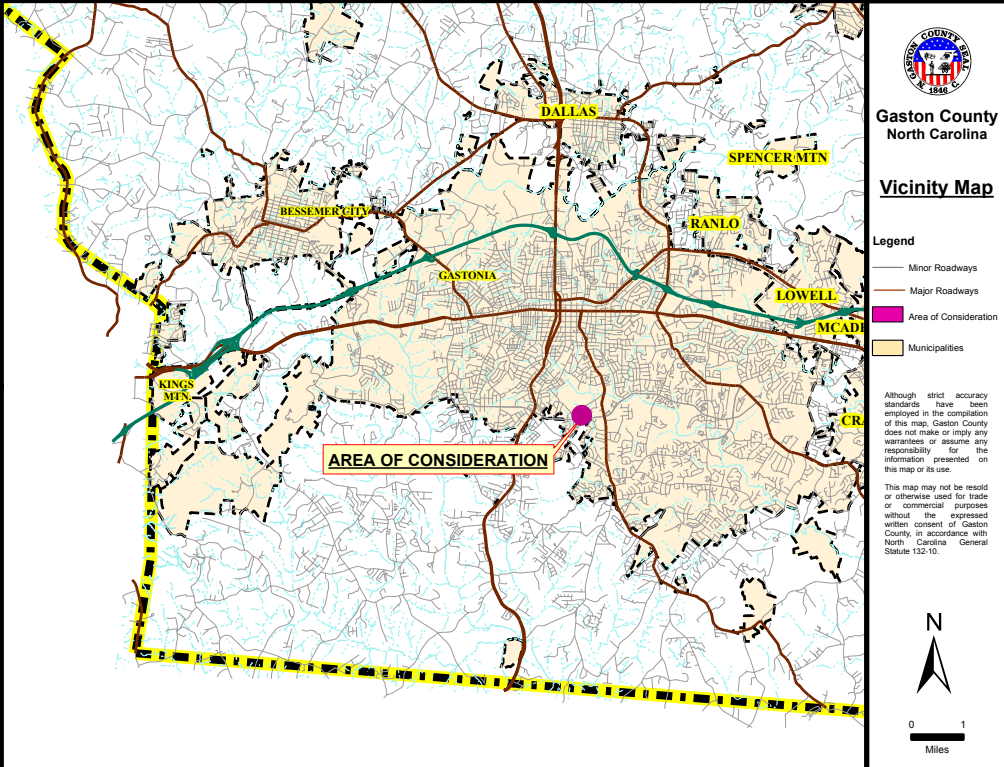 DALLAS
SPENCER MTN
BESSEMER CITY
RANLO
GASTONIA
LOWELL
MCADE
KINGS
MTN.
CRA
AREA OF CONSIDERATION
GASTON COUNTY SEAL
N C
1846
Gaston County
North Carolina
Vicinity Map
Legend
Minor Roadways
Major Roadways
Area of Consideration
Municipalities
Although strict accuracy
standards have been
employed in the compilation
of this map, Gaston County
does not make or imply any
warrantees or assume any
responsibility for the
information presented on
this map or its use.
This map may not be resold
or otherwise used for trade
or commercial purposes
without the expressed
written consent of Gaston
County, in accordance with
North Carolina General
Statute 132-10.
N
0 1
Miles